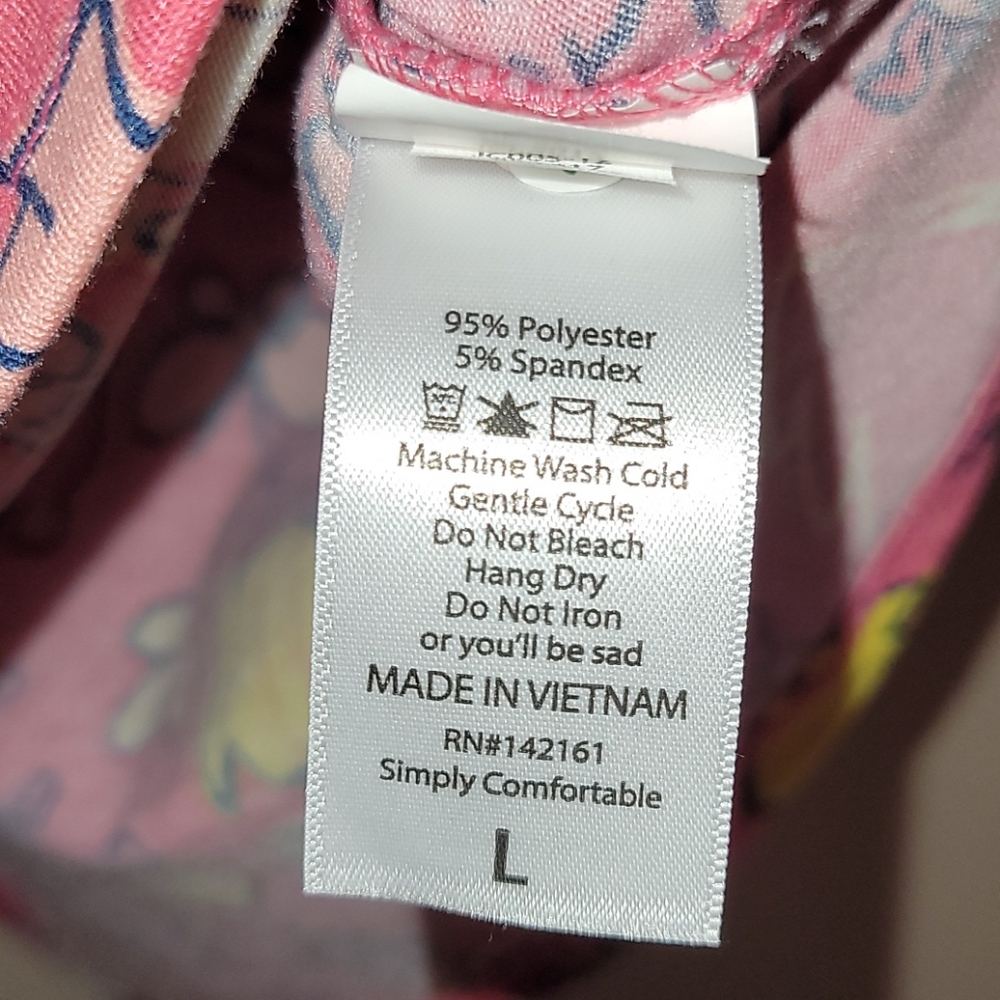 95% Polyester
5% Spandex
Machine Wash Cold
Gentle Cycle
Do Not Bleach
Hang Dry
Do Not Iron
or you'll be sad
MADE IN VIETNAM
RN#142161
Simply Comfortable
L